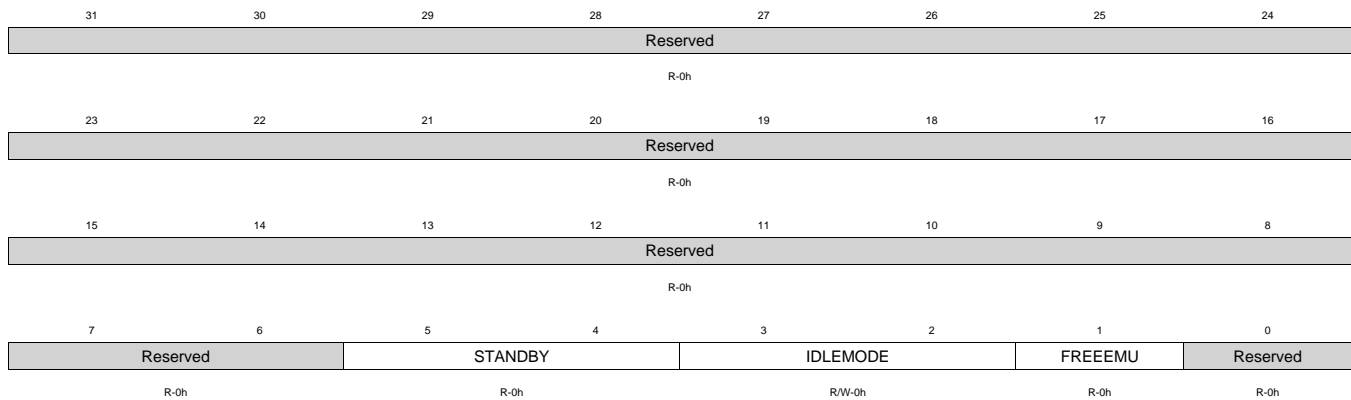 31 30 29 28 27 26 25 24
Reserved
R-0h
23 22 21 20 19 18 17 16
Reserved
R-0h
15 14 13 12 11 10 9 8
Reserved
R-0h
7 6 5 4 3 2 1 0
Reserved STANDBY IDLEMODE FREEEMU Reserved
R-0h R-0h R/W-0h R-0h R-0h